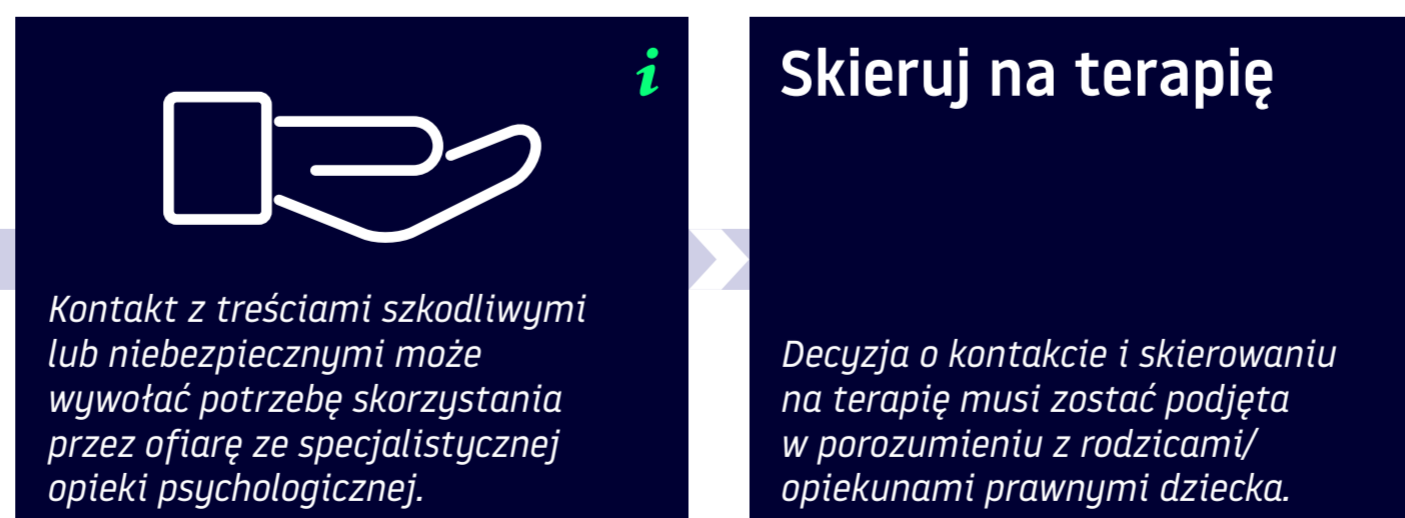 i
Kontakt z treściami szkodliwymi
lub niebezpiecznymi może
wywołać potrzebę skorzystania
przez ofiarę ze specjalistycznej
opieki psychologicznej.
Skieruj na terapię
Decyzja o kontakcie i skierowaniu
na terapię musi zostać podjęta
w porozumieniu z rodzicami/
opiekunami prawnymi dziecka.